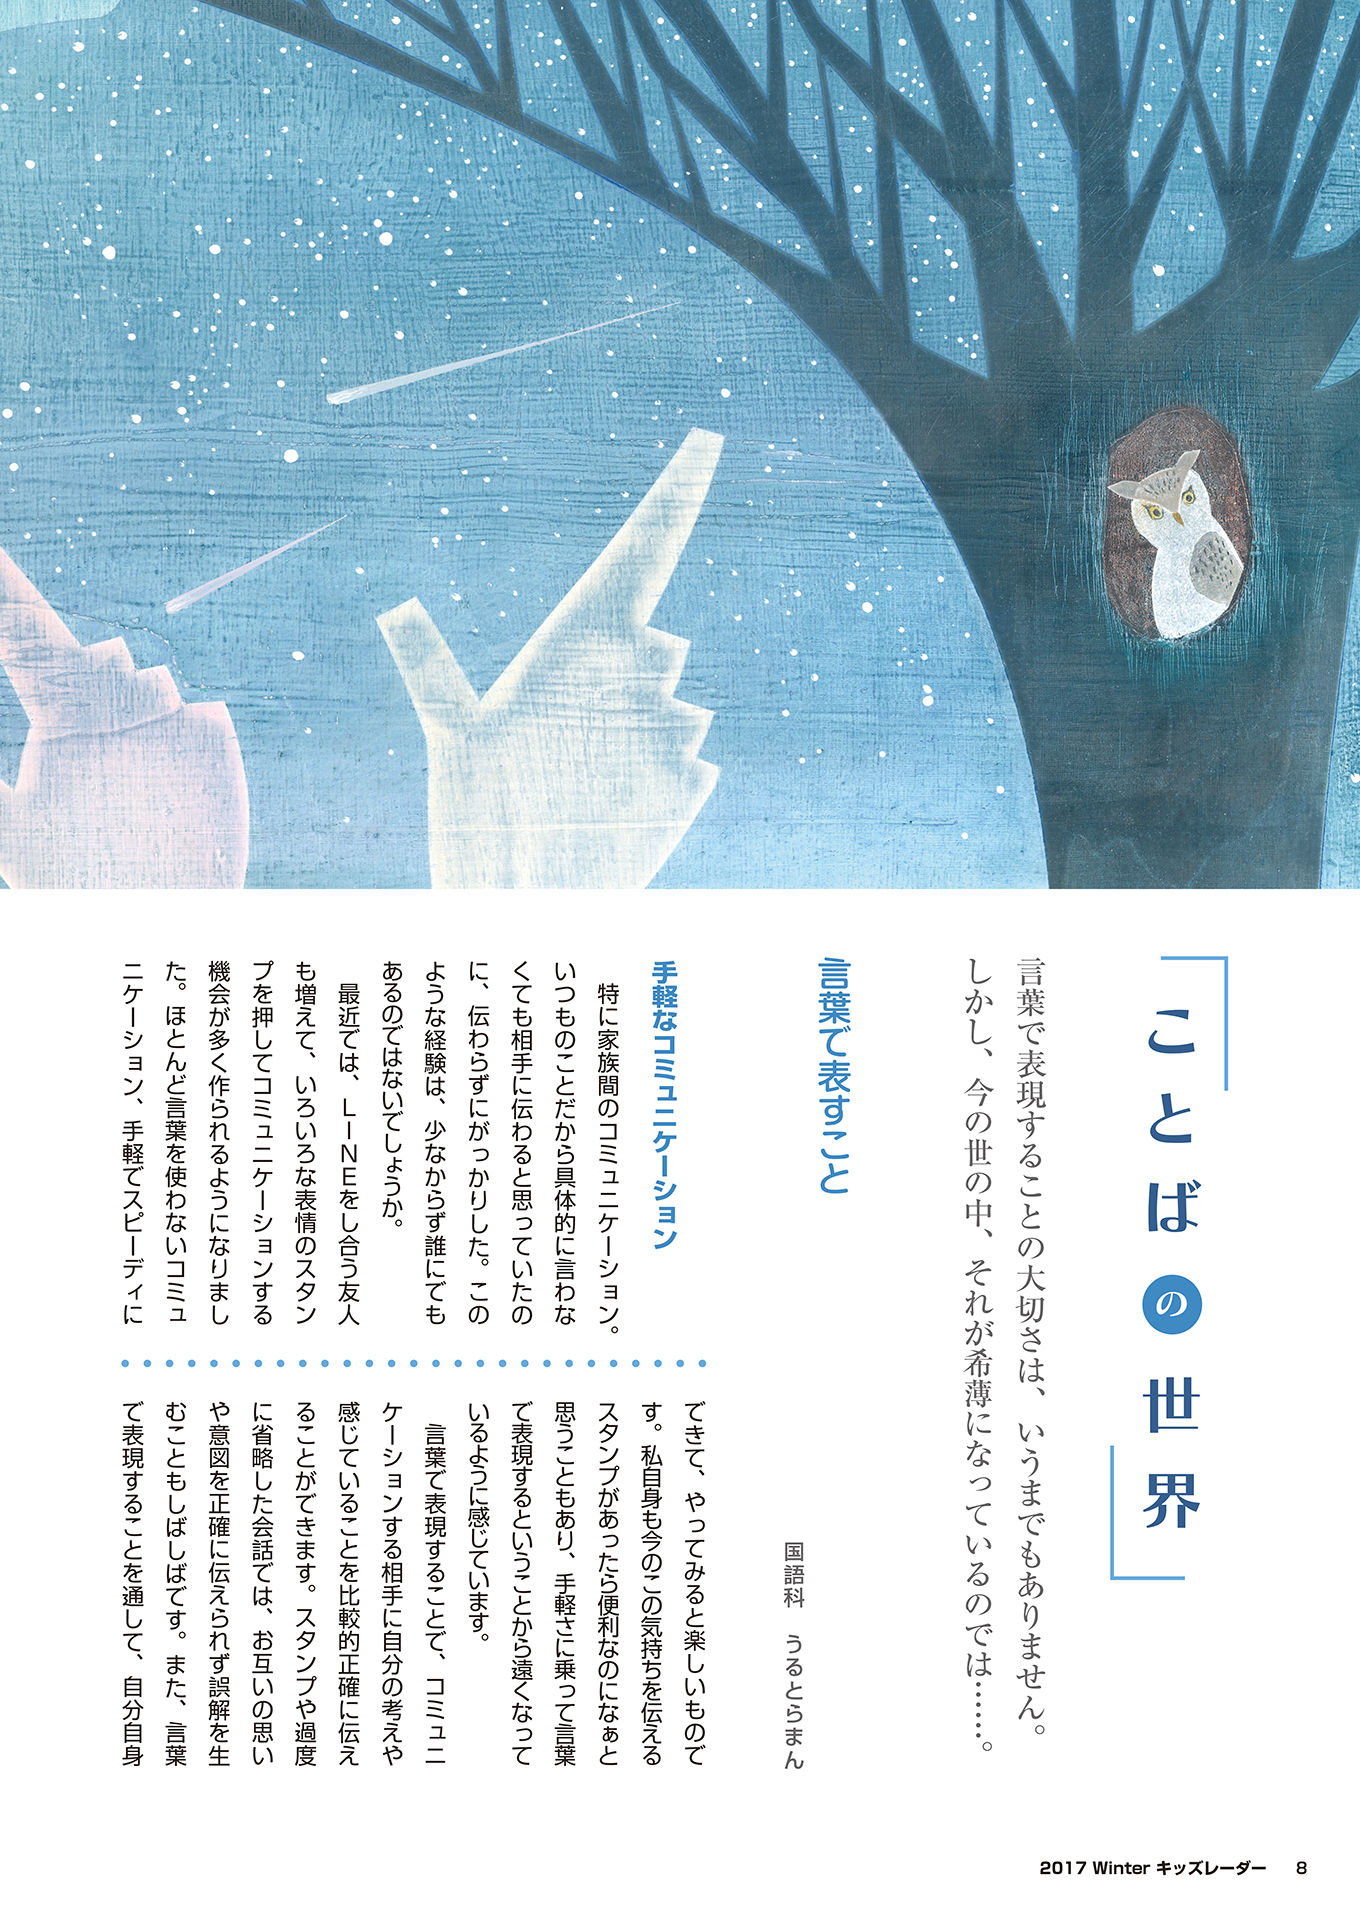 ことばの世界
言葉で表現することの大切さは、いうまでもありません。
しかし、今の世の中、それが希薄になっているのでは……。
言葉で表すこと
国語科　うるとらまん
手軽なコミュニケーション
特に家族間のコミュニケーション。
いつものことだから具体的に言わな
くても相手に伝わると思っていたの
に、伝わらずにがっかりした。この
ような経験は、少なからず誰にでも
あるのではないでしょうか。
最近では、ＬＩＮＥをし合う友人
も増えて、いろいろな表情のスタン
プを押してコミュニケーションする
機会が多く作られるようになりまし
た。ほとんど言葉を使わないコミュ
ニケーション、手軽でスピーディに
できて、やってみると楽しいもので
す。私自身も今のこの気持ちを伝える
スタンプがあったら便利なのになぁと
思うこともあり、手軽さに乗って言葉
で表現するということから遠くなって
いるように感じています。
言葉で表現することで、コミュニ
ケーションする相手に自分の考えや
感じていることを比較的正確に伝え
ることができます。スタンプや過度
に省略した会話では、お互いの思い
や意図を正確に伝えられず誤解を生
むこともしばしばです。また、言葉
で表現することを通して、自分自身
2017 Winter キッズレーダー 8